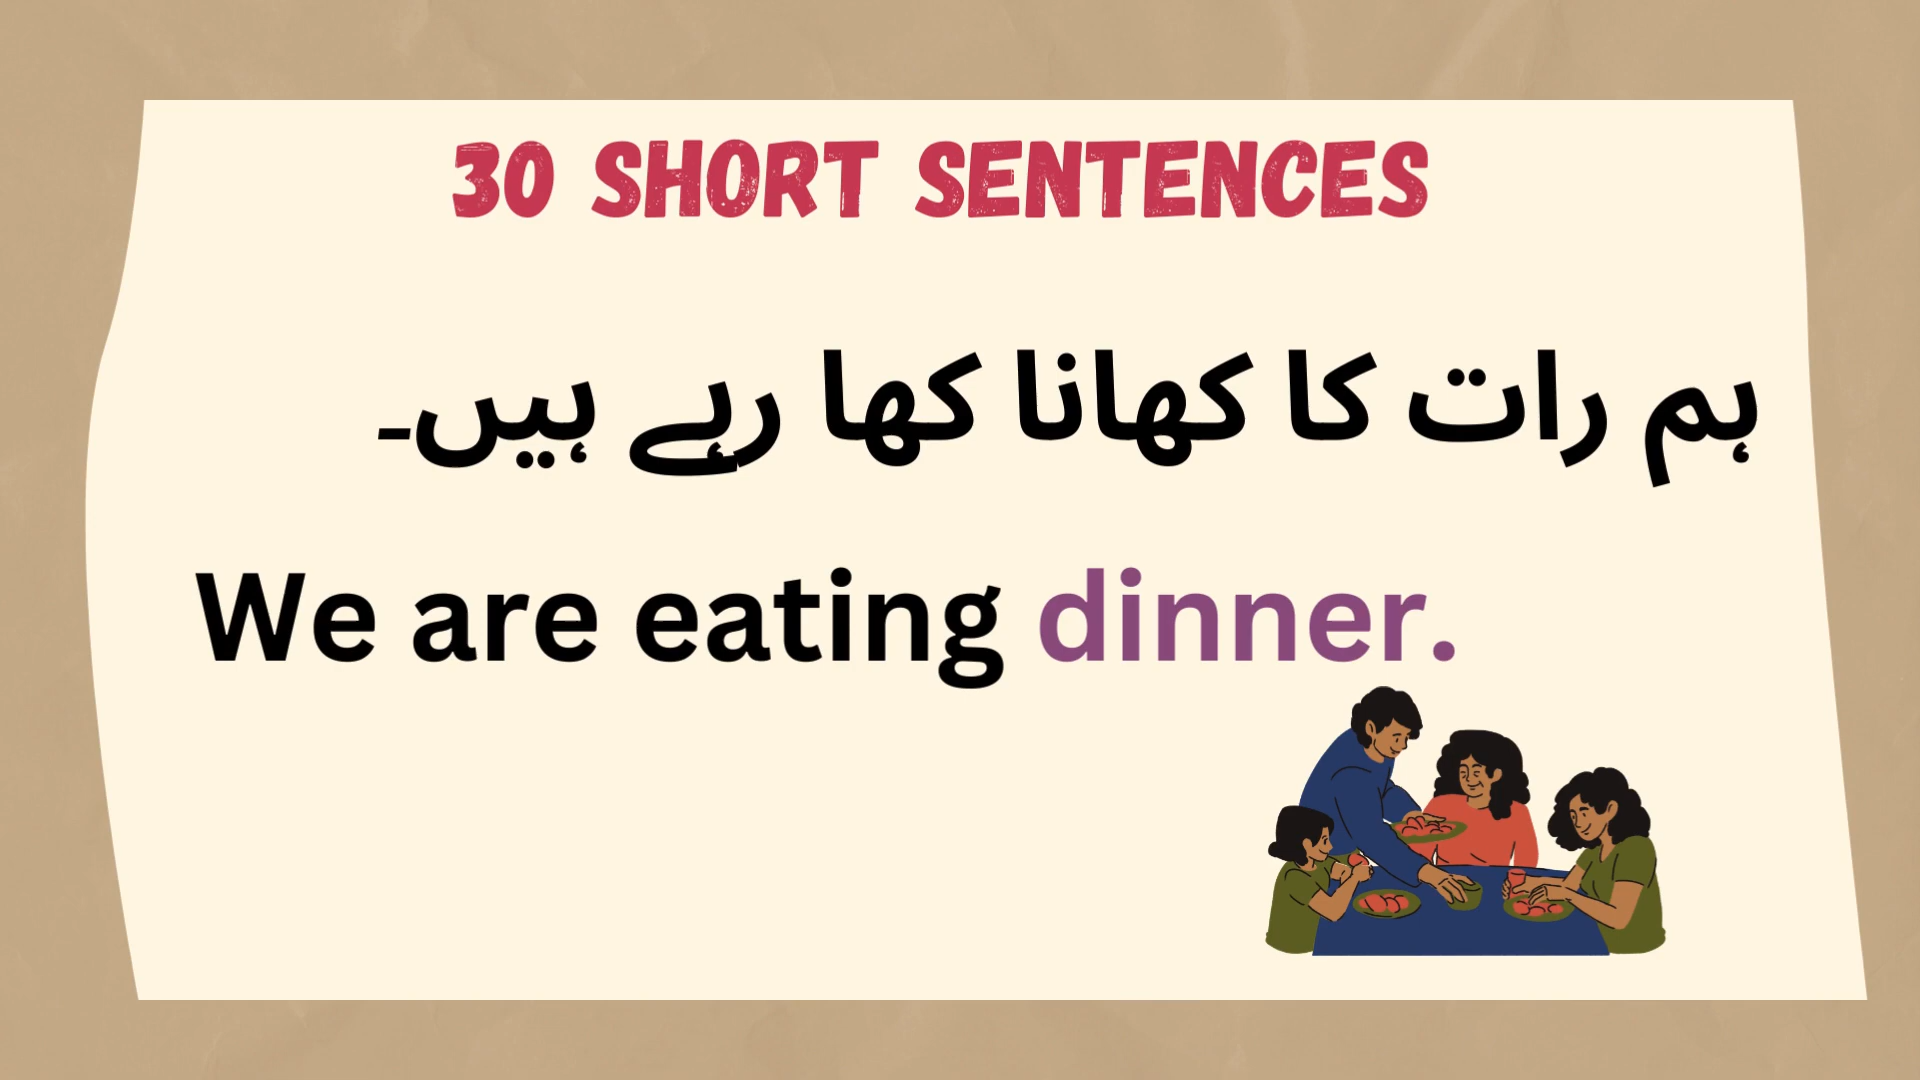 30 SHORT SENTENCES
ہم رات کا کھانا کھا رہے ہیں۔
We are eating dinner.